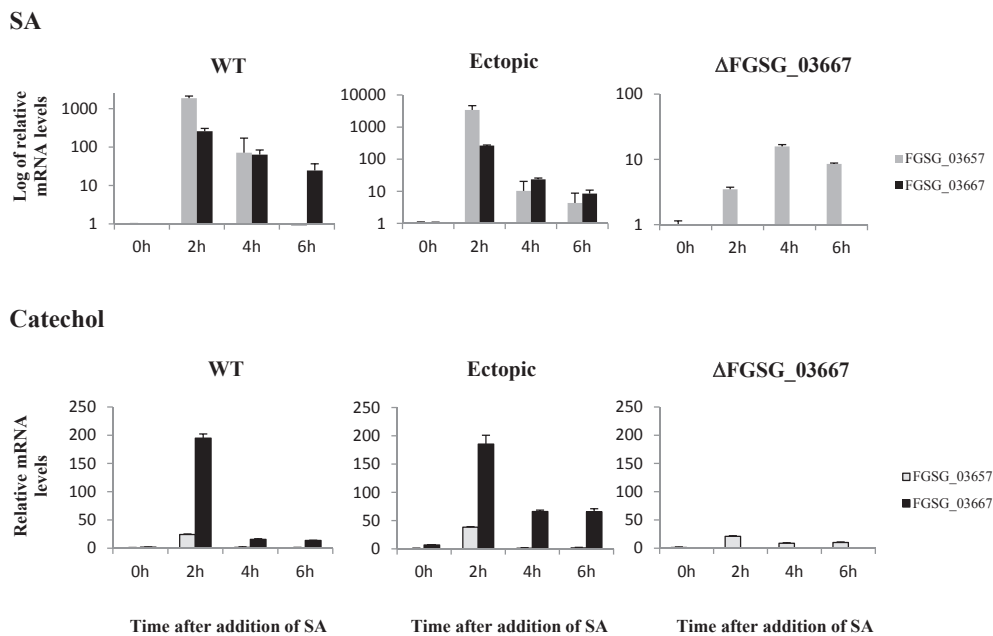 SA
WT
Ectopic
ΔFGSG_03667
Log of relative
mRNA levels
1000
100
10
1
0h 2h 4h 6h
10000
1000
100
10
1
0h 2h 4h 6h
100
10
1
0h 2h 4h 6h
FGSG_03657
FGSG_03667
Catechol
WT
Ectopic
ΔFGSG_03667
Relative mRNA
levels
250
200
150
100
50
0
0h 2h 4h 6h
250
200
150
100
50
0
0h 2h 4h 6h
250
200
150
100
50
0
0h 2h 4h 6h
FGSG_03657
FGSG_03667
Time after addition of SA
Time after addition of SA
Time after addition of SA